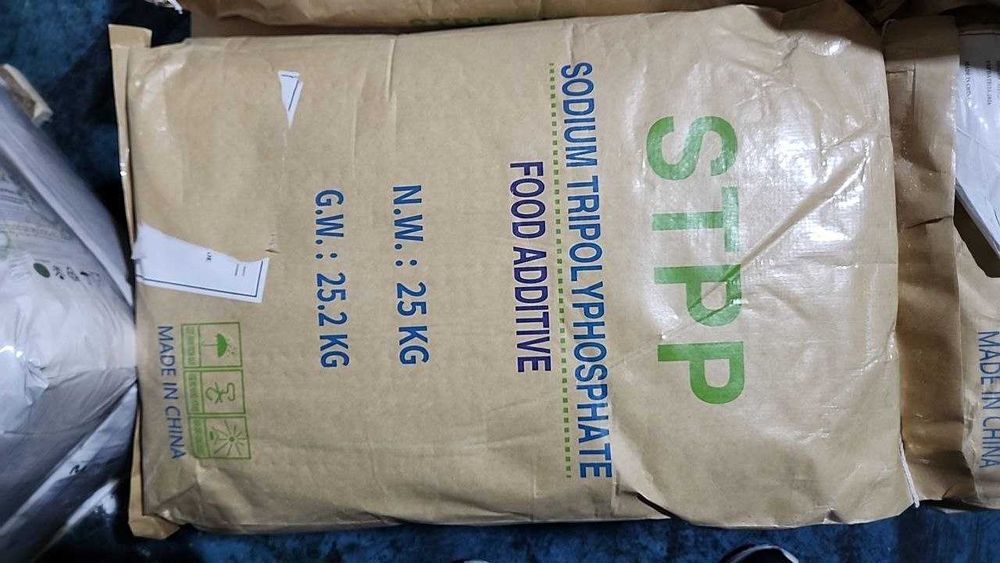 STPP
SODIUM TRIPOLYPHOSPHATE
FOOD ADDITIVE
N.W.: 25 KG
G.W.: 25.2 KG
MADE IN CHINA
MADE IN CHINA